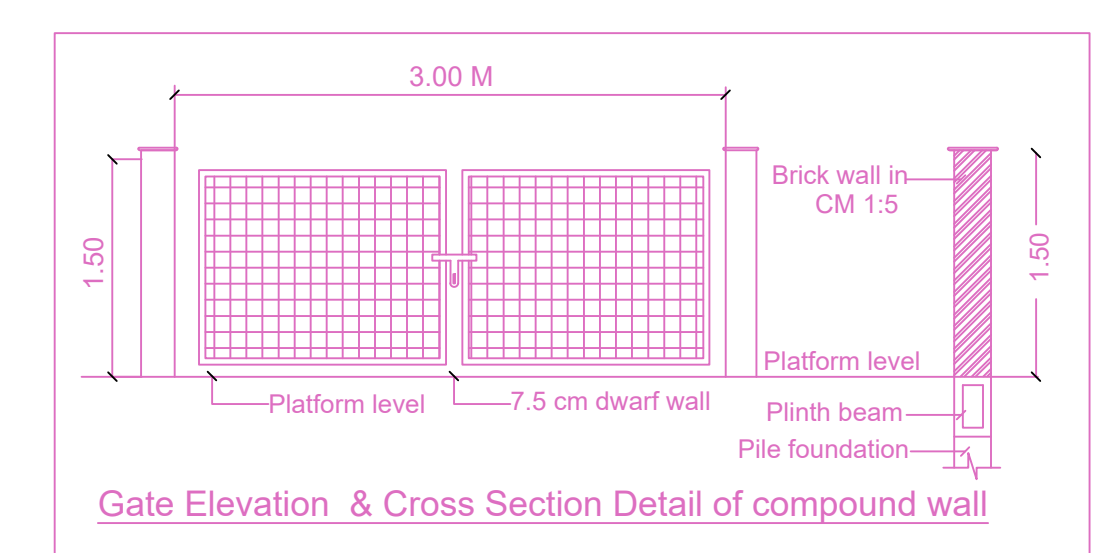 3.00 M
Brick wall in
CM 1:5
1.50
1.50
Platform level
Platform level
7.5 cm dwarf wall
Plinth beam
Pile foundation
Gate Elevation & Cross Section Detail of compound wall